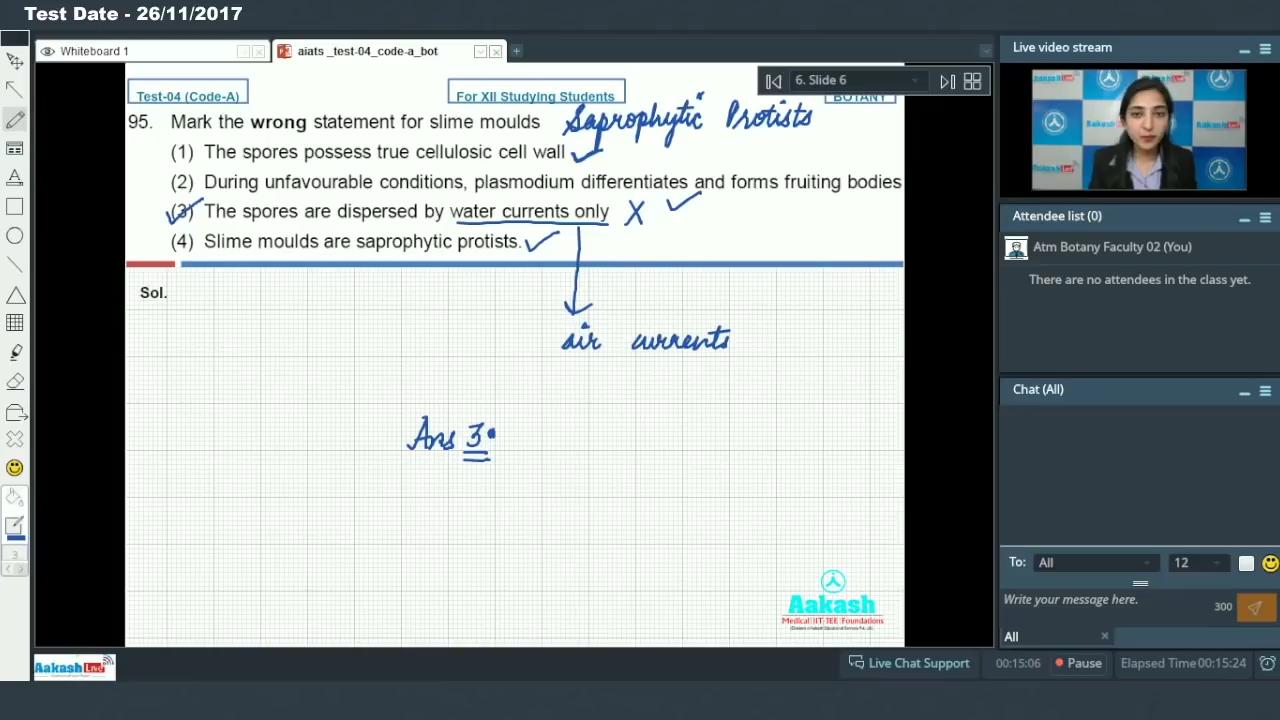 Test Date - 26/11/2017
Whiteboard 1
aiats _test-04_code-a_bot
6. Slide 6
Test-04 (Code-A)
For XII Studying Students
BOTANY
95. Mark the wrong statement for slime moulds
Saprophytic Protists
(1) The spores possess true cellulosic cell wall
(2) During unfavourable conditions, plasmodium differentiates and forms fruiting bodies
(3) The spores are dispersed by water currents only X
(4) Slime moulds are saprophytic protists.
Sol.
air currents
Ans 3.
Aakash
Medical|IIT-JEE|Foundations
Aakash Live
3
Live video stream
Aakash
Attendee list (0)
Atm Botany Faculty 02 (You)
There are no attendees in the class yet.
Chat (All)
To: All 12
Write your message here. 300
All
Live Chat Support 00:15:06 Pause Elapsed Time 00:15:24